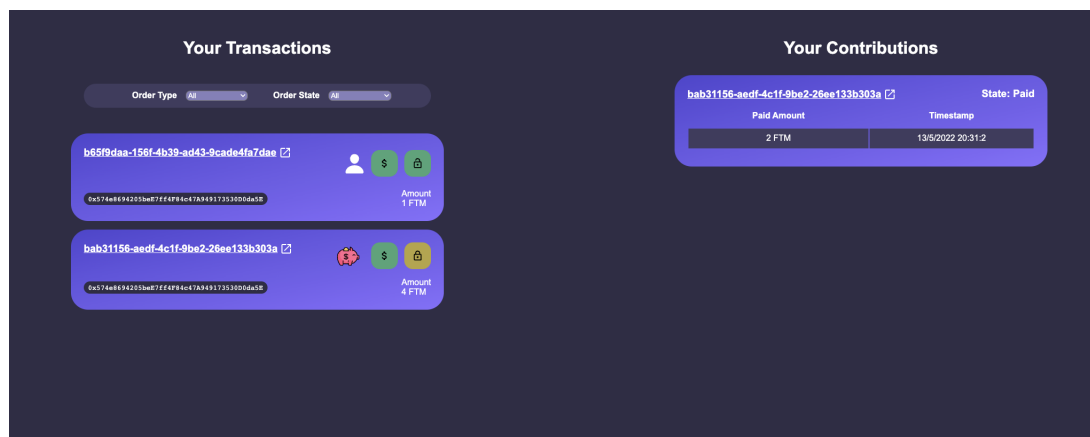 Your Transactions
Order Type All Order State All
b65f9daa-156f-4b39-ad43-9cade4fa7dae
$
0x574e8694205beE7ff4F84c47A949173530D0da5E
Amount
1 FTM
bab31156-aedf-4c1f-9be2-26ee133b303a
$ $
0x574e8694205beE7ff4F84c47A949173530D0da5E
Amount
4 FTM
Your Contributions
bab31156-aedf-4c1f-9be2-26ee133b303a State: Paid
Paid Amount Timestamp
2 FTM 13/5/2022 20:31:2